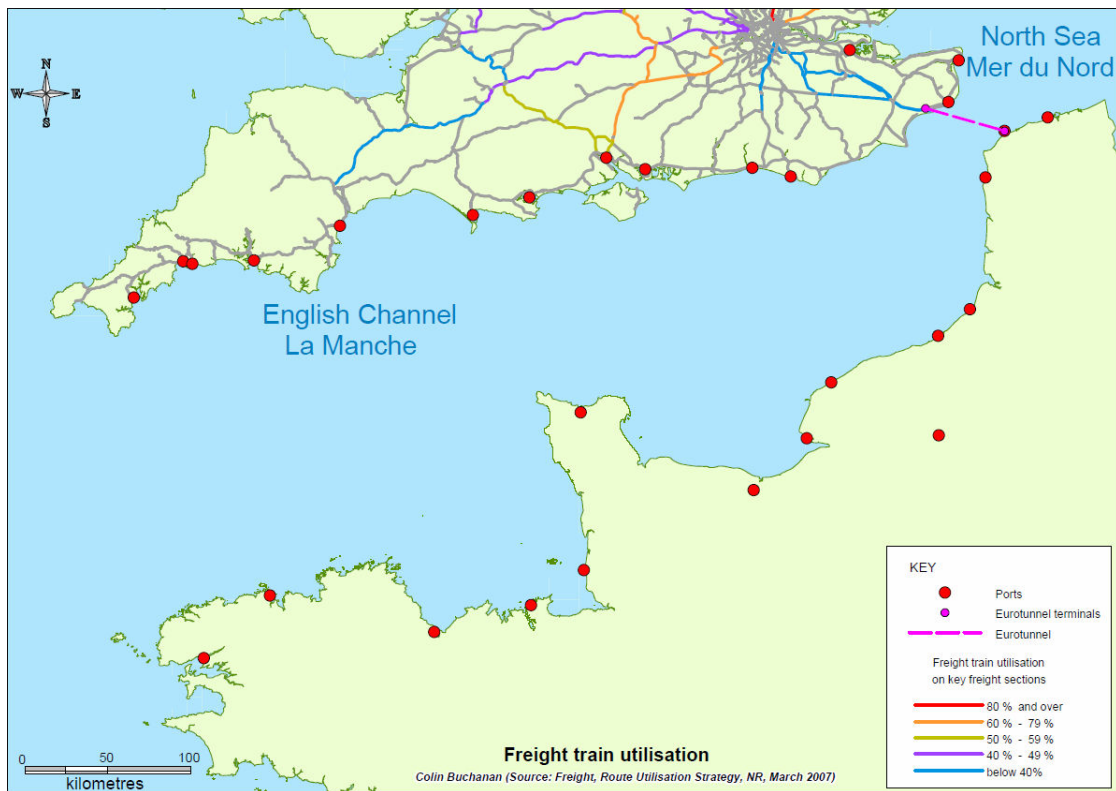 North Sea
Mer du Nord
N
W E
S
English Channel
La Manche
KEY
Ports
Eurotunnel terminals
Eurotunnel
Freight train utilisation
on key freight sections
80 % and over
60 % - 79 %
50 % - 59 %
40 % - 49 %
below 40%
0 50 100
kilometres
Freight train utilisation
Colin Buchanan (Source: Freight, Route Utilisation Strategy, NR, March 2007)